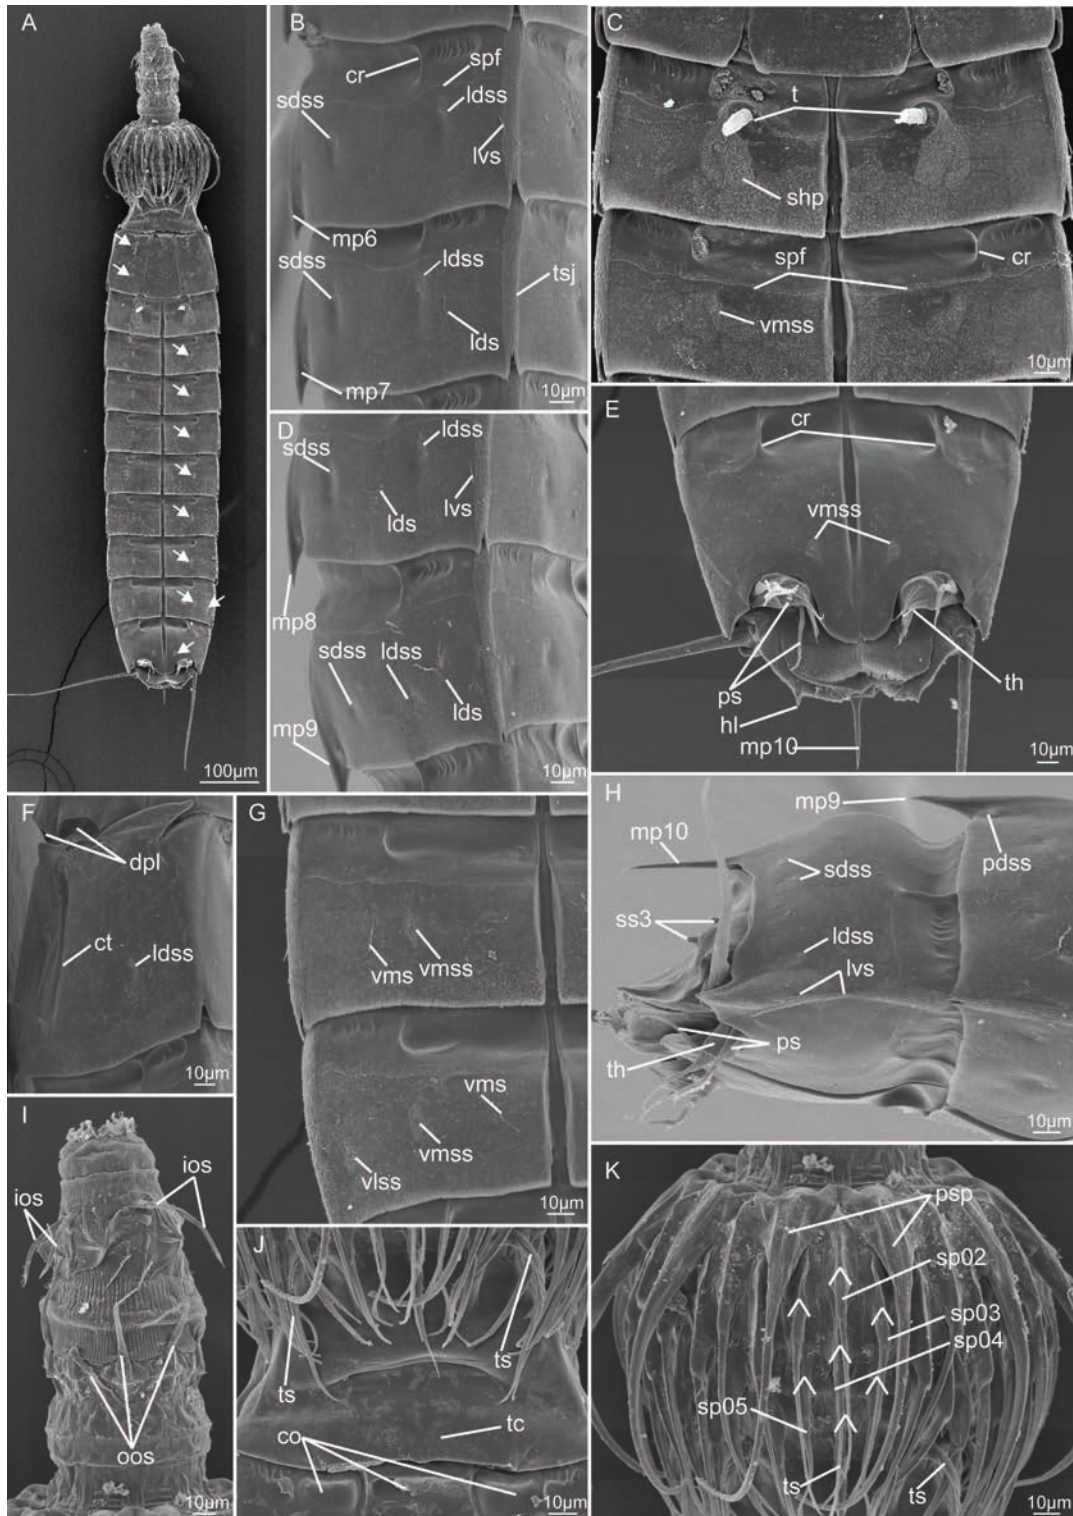 A
100µm
B
cr
spf
ldss
sdss
lvs
mp6
sdss
ldss
tsj
lds
mp7
10µm
C
t
shp
spf
cr
vmss
10µm
D
ldss
sdss
lds
lvs
mp8
sdss
ldss
lds
mp9
10µm
E
cr
vmss
ps
th
hl
mp10
10µm
F
dpl
ct
ldss
10µm
G
vms
vmss
vms
vmss
vlss
10µm
H
mp9
mp10
pdss
sdss
ss3
ldss
lvs
ps
th
10µm
I
ios
ios
oos
10µm
J
ts
ts
tc
co
10µm
K
psp
sp02
sp03
sp04
sp05
ts
ts
10µm